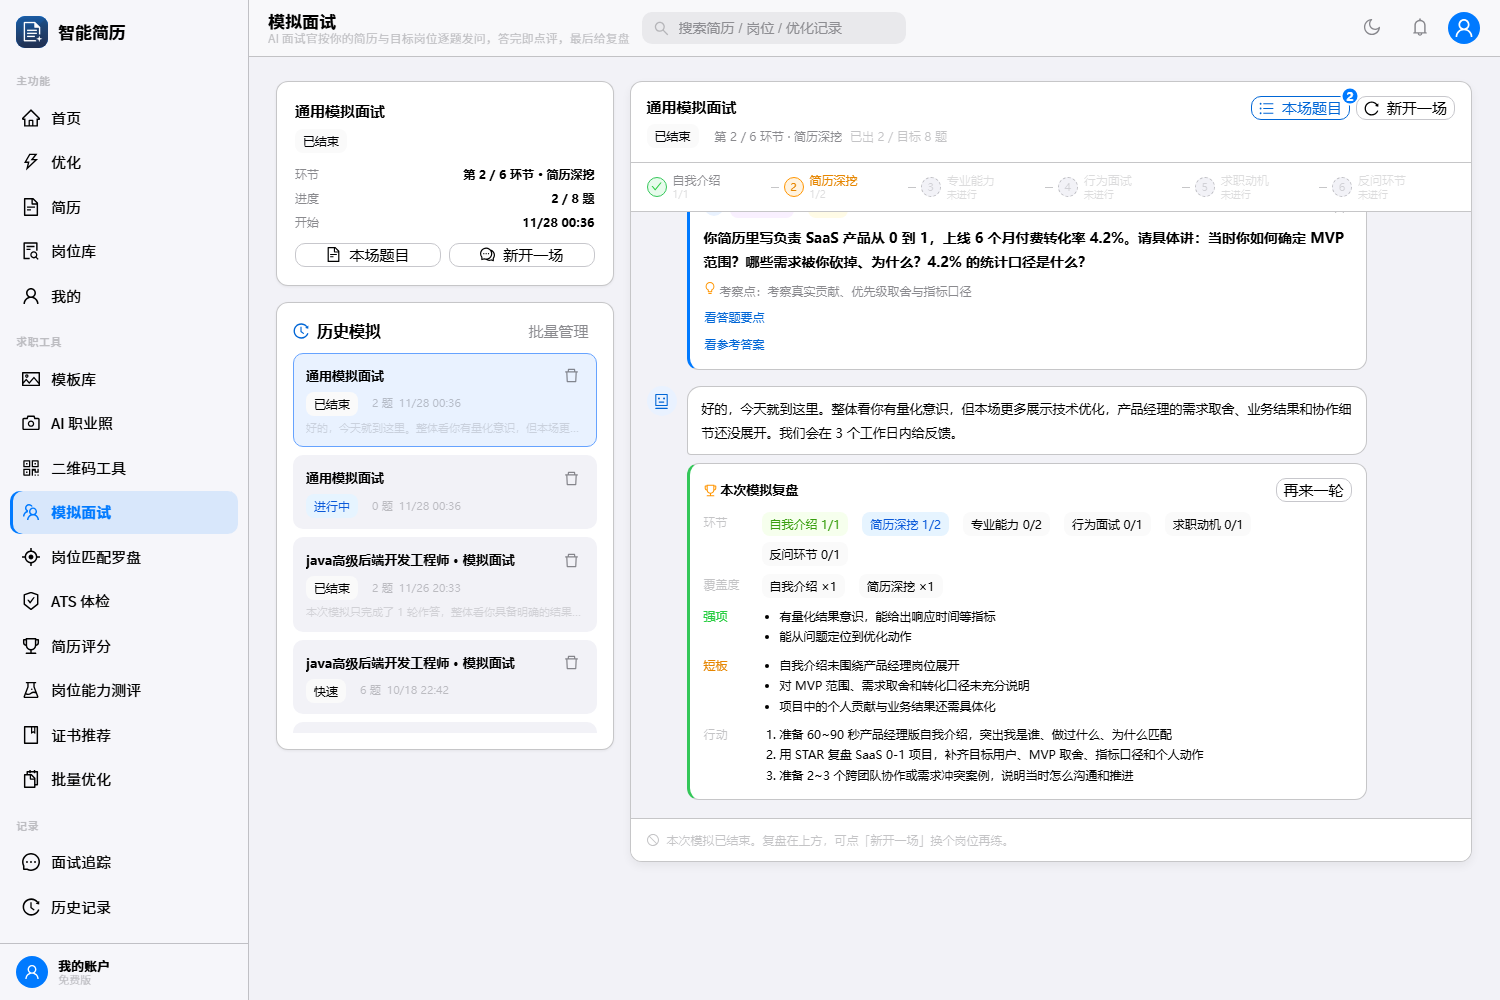 智能简历
主功能
首页
优化
简历
岗位库
我的
求职工具
模板库
AI 职业照
二维码工具
模拟面试
岗位匹配罗盘
ATS 体检
简历评分
岗位能力测评
证书推荐
批量优化
记录
面试追踪
历史记录
我的账户
免费版
模拟面试
AI 面试官按你的简历与目标岗位逐题发问，答完即点评，最后给复盘
搜索简历 / 岗位 / 优化记录
通用模拟面试
已结束
环节 第 2 / 6 环节 · 简历深挖
进度 2 / 8 题
开始 11/28 00:36
本场题目 新开一场
历史模拟 批量管理
通用模拟面试
已结束 2 题 11/28 00:36
好的，今天就到这里。整体看你有量化意识，但本场更...
通用模拟面试
进行中 0 题 11/28 00:36
java高级后端开发工程师 · 模拟面试
已结束 2 题 11/26 20:33
本次模拟只完成了 1 轮作答，整体看你具备明确的结果...
java高级后端开发工程师 · 模拟面试
快速 6 题 10/18 22:42
通用模拟面试
本场题目 2 新开一场
已结束 第 2 / 6 环节 · 简历深挖 已出 2 / 目标 8 题
自我介绍 1/1
2 简历深挖 1/2
3 专业能力 未进行
4 行为面试 未进行
5 求职动机 未进行
6 反问环节 未进行
你简历里写负责 SaaS 产品从 0 到 1，上线 6 个月付费转化率 4.2%。请具体讲：当时你如何确定 MVP
范围？哪些需求被你砍掉、为什么？4.2% 的统计口径是什么？
考察点：考察真实贡献、优先级取舍与指标口径
看答题要点
看参考答案
好的，今天就到这里。整体看你有量化意识，但本场更多展示技术优化，产品经理的需求取舍、业务结果和协作细
节还没展开。我们会在 3 个工作日内给反馈。
本次模拟复盘 再来一轮
环节 自我介绍 1/1 简历深挖 1/2 专业能力 0/2 行为面试 0/1 求职动机 0/1
反问环节 0/1
覆盖度 自我介绍 ×1 简历深挖 ×1
强项 • 有量化结果意识，能给出响应时间等指标
• 能从问题定位到优化动作
短板 • 自我介绍未围绕产品经理岗位展开
• 对 MVP 范围、需求取舍和转化口径未充分说明
• 项目中的个人贡献与业务结果还需具体化
行动 1. 准备 60~90 秒产品经理版自我介绍，突出我是谁、做过什么、为什么匹配
2. 用 STAR 复盘 SaaS 0-1 项目，补齐目标用户、MVP 取舍、指标口径和个人动作
3. 准备 2~3 个跨团队协作或需求冲突案例，说明当时怎么沟通和推进
本次模拟已结束。复盘在上方，可点「新开一场」换个岗位再练。